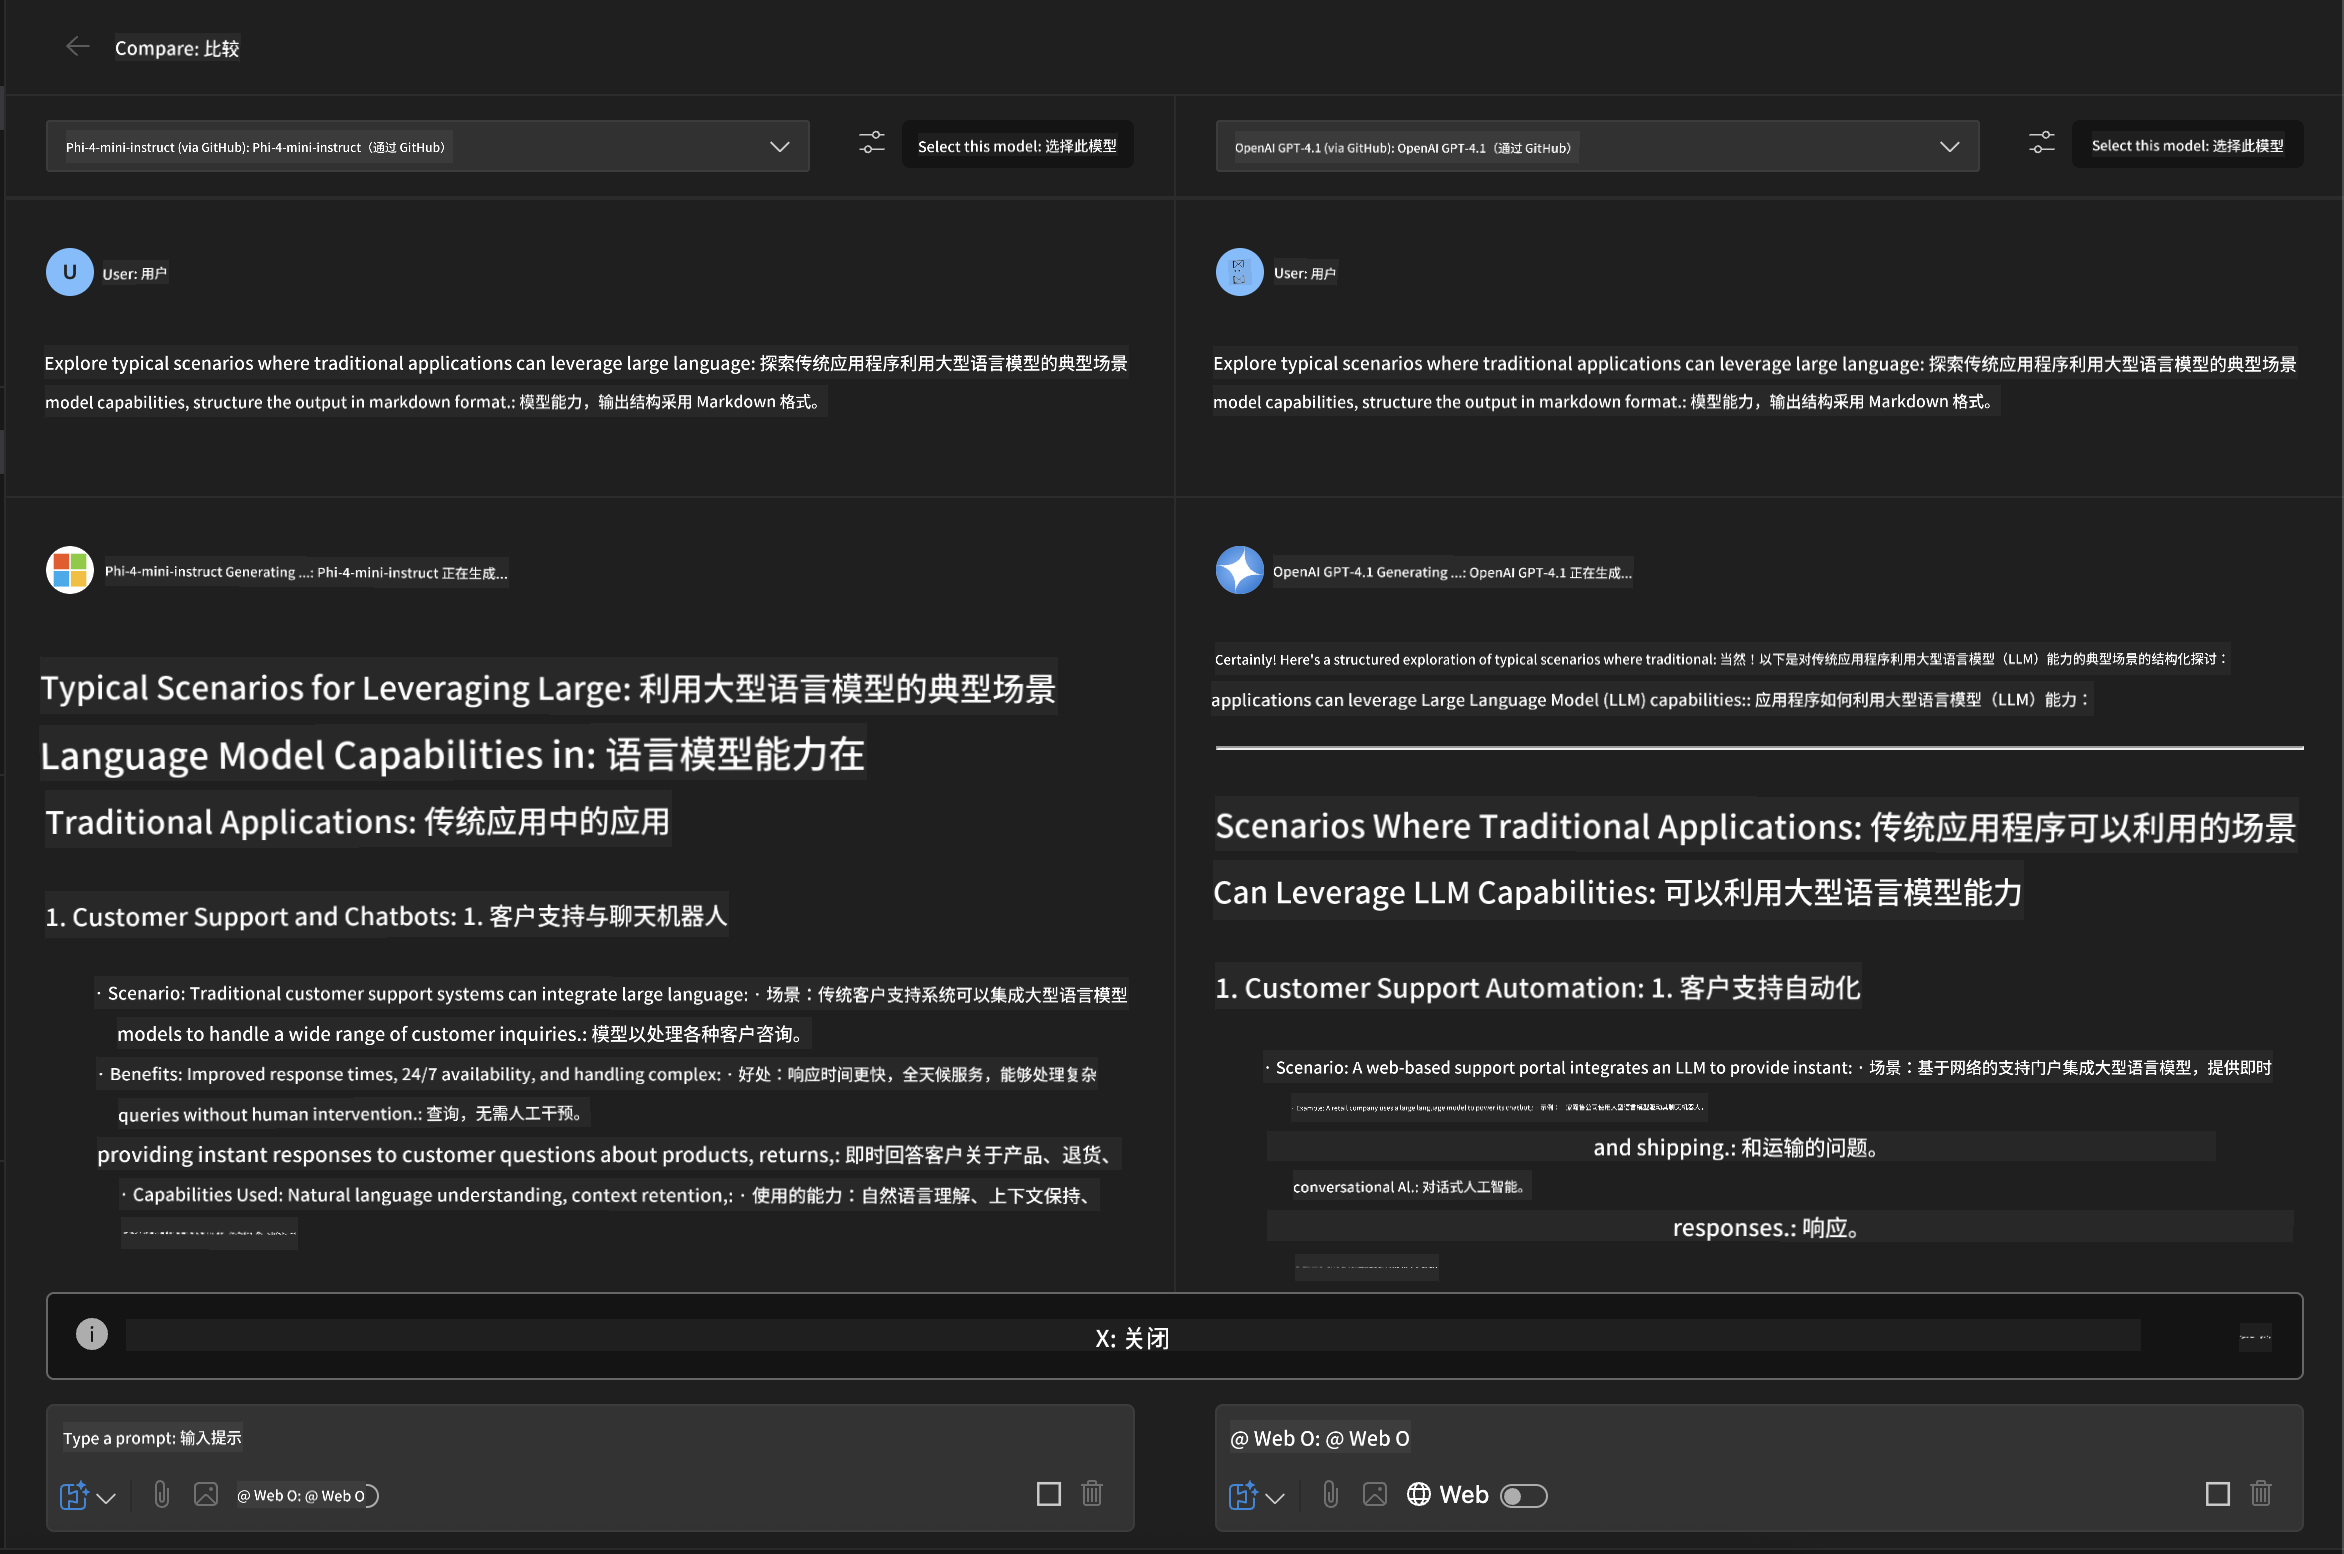 Compare: 比较
Phi-4-mini-instruct (via GitHub): Phi-4-mini-instruct（通过 GitHub）
Select this model: 选择此模型
U
User: 用户
Explore typical scenarios where traditional applications can leverage large language: 探索传统应用程序利用大型语言模型的典型场景
model capabilities, structure the output in markdown format.: 模型能力，输出结构采用 Markdown 格式。
Phi-4-mini-instruct Generating ...: Phi-4-mini-instruct 正在生成...
Typical Scenarios for Leveraging Large: 利用大型语言模型的典型场景
Language Model Capabilities in: 语言模型能力在
Traditional Applications: 传统应用中的应用
1. Customer Support and Chatbots: 1. 客户支持与聊天机器人
· Scenario: Traditional customer support systems can integrate large language: · 场景：传统客户支持系统可以集成大型语言模型
models to handle a wide range of customer inquiries.: 模型以处理各种客户咨询。
· Benefits: Improved response times, 24/7 availability, and handling complex: · 好处：响应时间更快，全天候服务，能够处理复杂
queries without human intervention.: 查询，无需人工干预。
providing instant responses to customer questions about products, returns,: 即时回答客户关于产品、退货、
· Capabilities Used: Natural language understanding, context retention,: · 使用的能力：自然语言理解、上下文保持、
OpenAI GPT-4.1 (via GitHub): OpenAI GPT-4.1（通过 GitHub）
Select this model: 选择此模型
User: 用户
Explore typical scenarios where traditional applications can leverage large language: 探索传统应用程序利用大型语言模型的典型场景
model capabilities, structure the output in markdown format.: 模型能力，输出结构采用 Markdown 格式。
OpenAI GPT-4.1 Generating ...: OpenAI GPT-4.1 正在生成...
Certainly! Here's a structured exploration of typical scenarios where traditional: 当然！以下是对传统应用程序利用大型语言模型（LLM）能力的典型场景的结构化探讨：
applications can leverage Large Language Model (LLM) capabilities:: 应用程序如何利用大型语言模型（LLM）能力：
Scenarios Where Traditional Applications: 传统应用程序可以利用的场景
Can Leverage LLM Capabilities: 可以利用大型语言模型能力
1. Customer Support Automation: 1. 客户支持自动化
· Scenario: A web-based support portal integrates an LLM to provide instant: · 场景：基于网络的支持门户集成大型语言模型，提供即时
· Example: A retail company uses a large language model to power its chatbot,: · 示例：
and shipping.: 和运输的问题。
conversational Al.: 对话式人工智能。
responses.: 响应。
X: 关闭
Type a prompt: 输入提示
@ Web O: @ Web O
@ Web O: @ Web O
Web